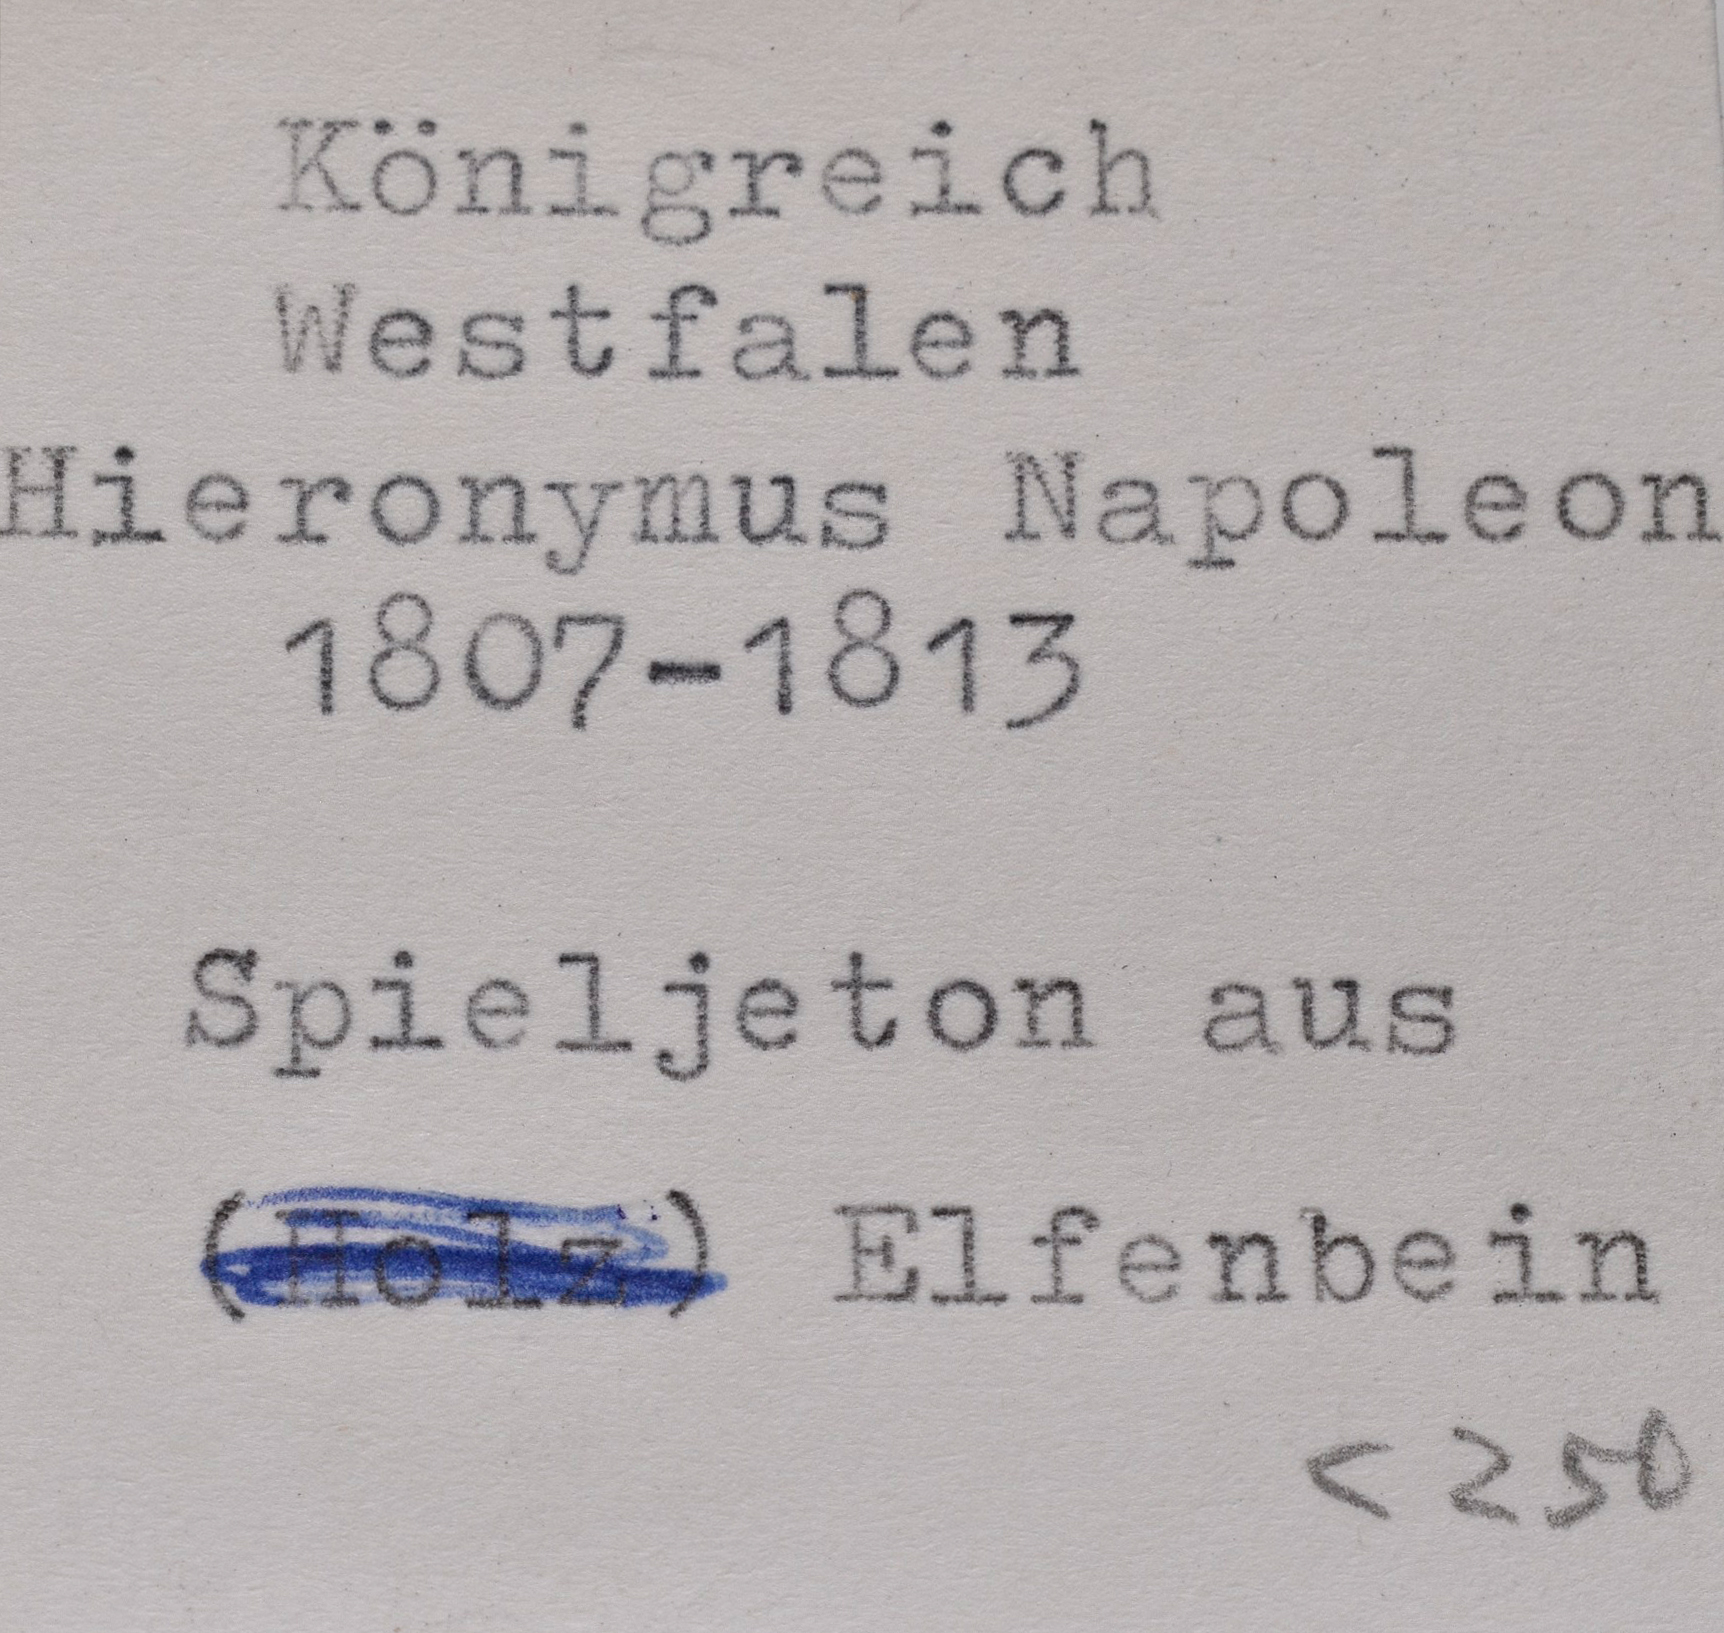 Königreich
Westfalen
Hieronymus Napoleon
1807-1813
Spieljeton aus
(Holz) Elfenbein
< 250